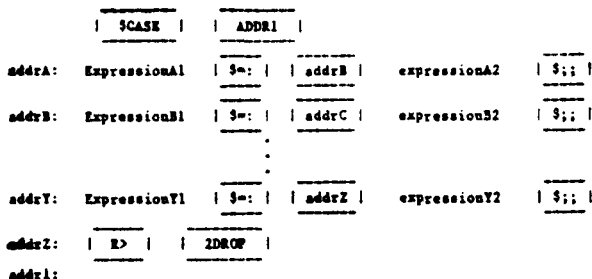 | $CASE | | ADDR1 |
addrA: ExpressionA1 | $=: | | addrB | expressionA2 | $;; |
addrB: ExpressionB1 | $=: | | addrC | expressionB2 | $;; |
.
.
.
addrY: ExpressionY1 | $=: | | addrZ | expressionY2 | $;; |
addrZ: | R> | | 2DROP |
addr1: